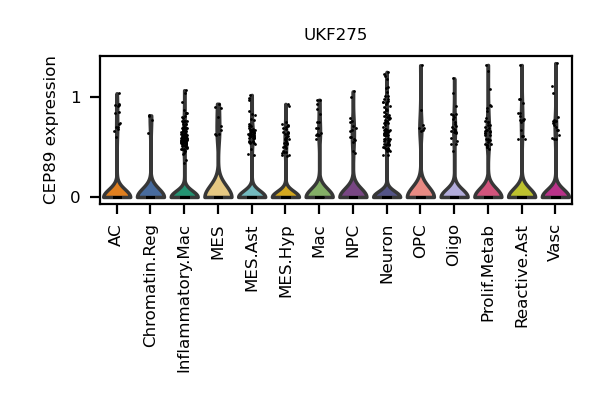 UKF275
CEP89 expression
1
0
AC
Chromatin.Reg
Inflammatory.Mac
MES
MES.Ast
MES.Hyp
Mac
NPC
Neuron
OPC
Oligo
Prolif.Metab
Reactive.Ast
Vasc